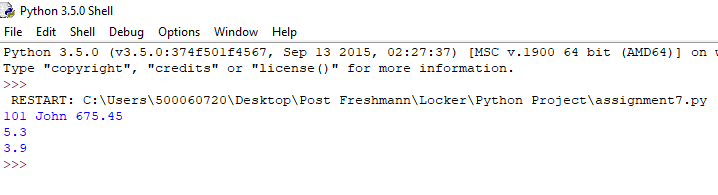 Python 3.5.0 Shell
File Edit Shell Debug Options Window Help
Python 3.5.0 (v3.5.0:374f501f4567, Sep 13 2015, 02:27:37) [MSC v.1900 64 bit (AMD64)] on
Type "copyright", "credits" or "license()" for more information.
>>>
RESTART: C:\Users\500060720\Desktop\Post Freshmann\Locker\Python Project\assignment7.py
101 John 675.45
5.3
3.9
>>>